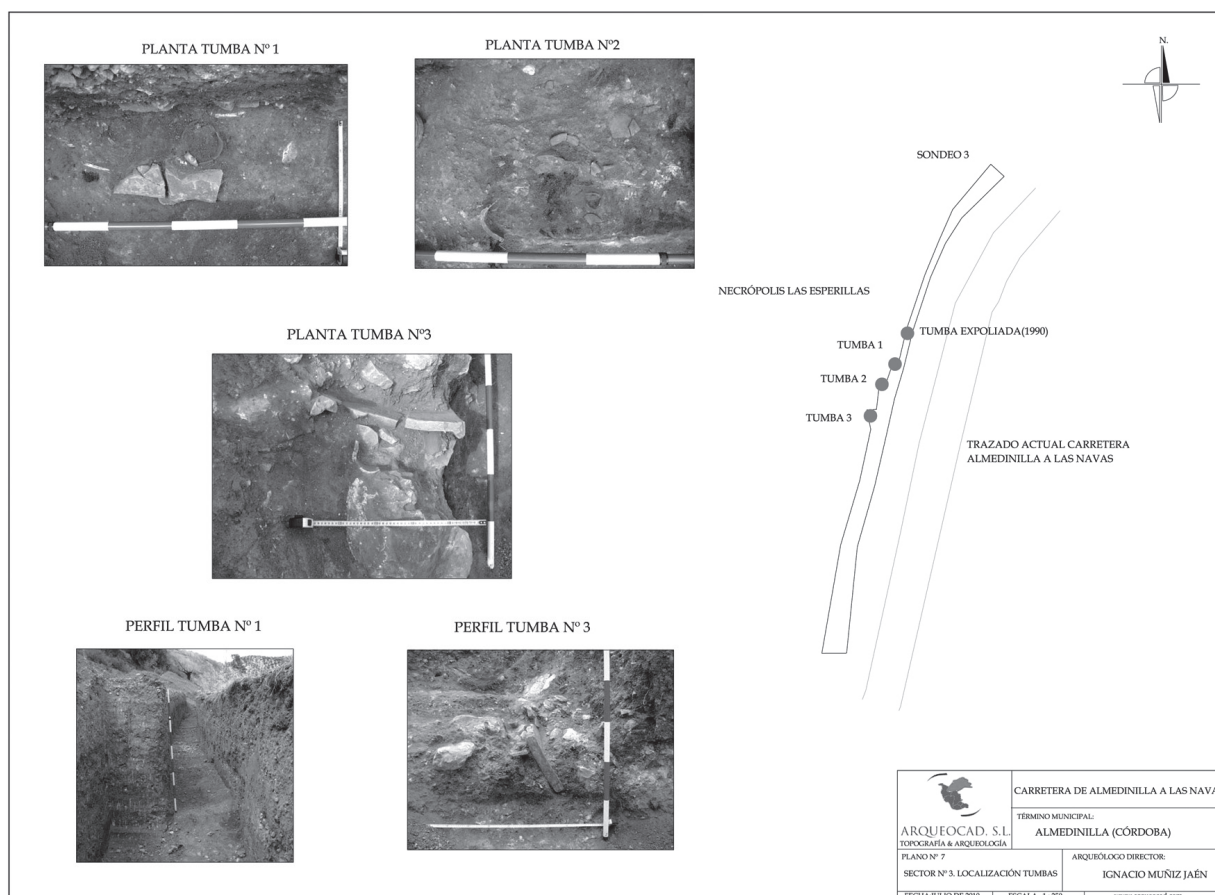 PLANTA TUMBA Nº 1
PLANTA TUMBA Nº2
N.
SONDEO 3
NECRÓPOLIS LAS ESPERILLAS
PLANTA TUMBA Nº3
TUMBA EXPOLIADA(1990)
TUMBA 1
TUMBA 2
TUMBA 3
TRAZADO ACTUAL CARRETERA
ALMEDINILLA A LAS NAVAS
PERFIL TUMBA Nº 1
PERFIL TUMBA Nº 3
CARRETERA DE ALMEDINILLA A LAS NAVA
TÉRMINO MUNICIPAL:
ALMEDINILLA (CÓRDOBA)
ARQUEOCAD. S.L.
TOPOGRAFÍA & ARQUEOLOGÍA
PLANO Nº 7
SECTOR Nº 3. LOCALIZACIÓN TUMBAS
ARQUEÓLOGO DIRECTOR:
IGNACIO MUÑIZ JAÉN